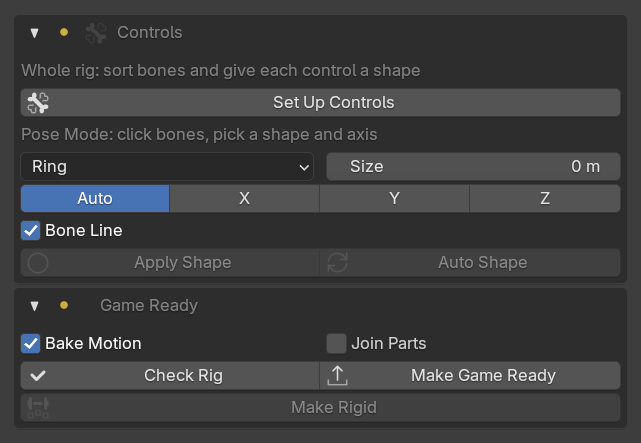 Controls
Whole rig: sort bones and give each control a shape
Set Up Controls
Pose Mode: click bones, pick a shape and axis
Ring Size 0 m
Auto X Y Z
Bone Line
Apply Shape Auto Shape
Game Ready
Bake Motion Join Parts
Check Rig Make Game Ready
Make Rigid